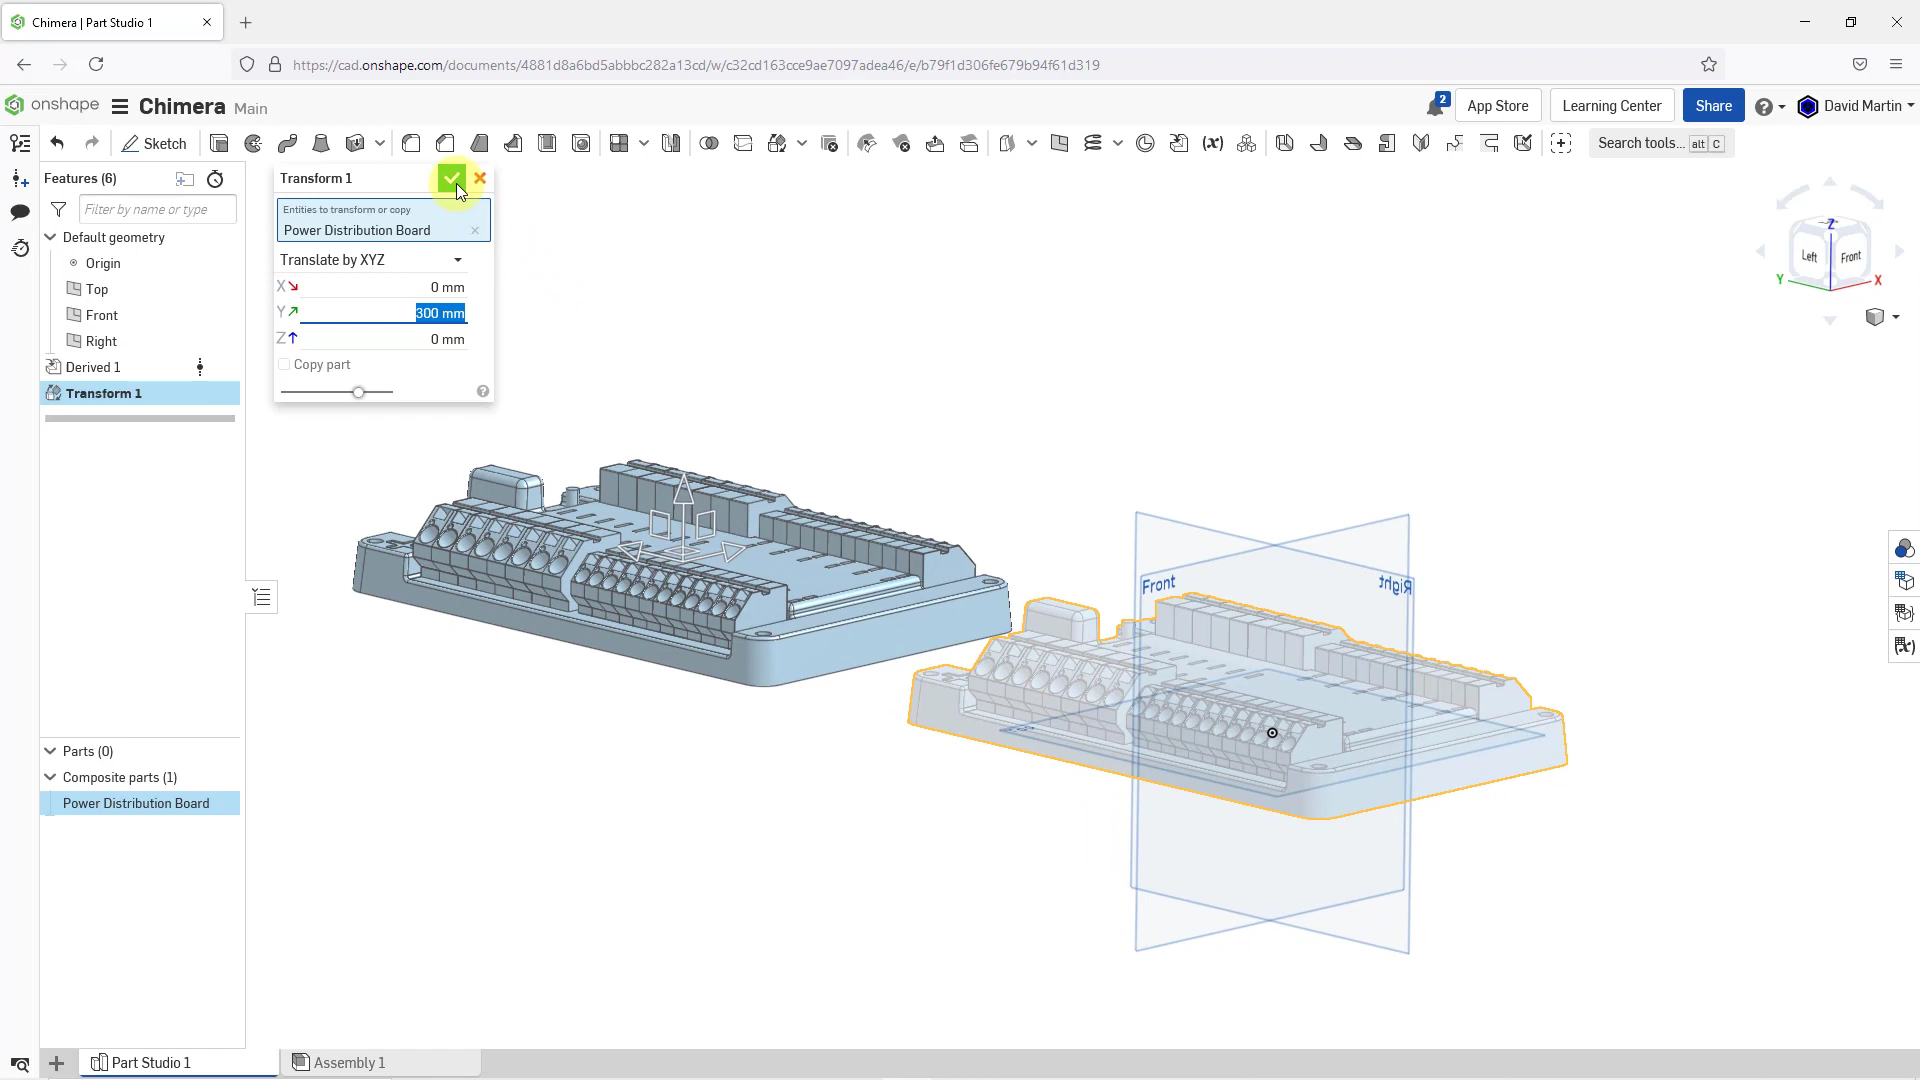 Chimera | Part Studio 1
https://cad.onshape.com/documents/4881d8a6bd5abbbc282a13cd/w/c32cd163cce9ae7097adea46/e/b79f1d306fe679b94f61d319
onshape
Chimera Main
2
App Store
Learning Center
Share
David Martin
Sketch
Search tools... alt C
Features (6)
Filter by name or type
Default geometry
Origin
Top
Front
Right
Derived 1
Transform 1
Parts (0)
Composite parts (1)
Power Distribution Board
Transform 1
Entities to transform or copy
Power Distribution Board
Translate by XYZ
X 0 mm
Y 300 mm
Z 0 mm
Copy part
Front
Right
Z
Left
Front
Y
X
Part Studio 1
Assembly 1